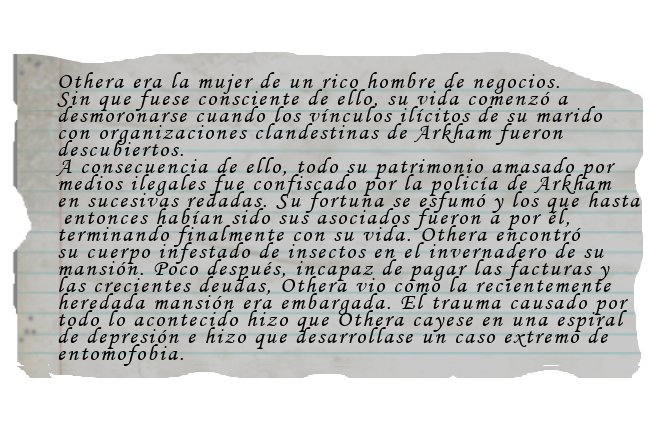 Othera era la mujer de un rico hombre de negocios.
Sin que fuese consciente de ello, su vida comenzó a
desmoronarse cuando los vínculos ilícitos de su marido
con organizaciones clandestinas de Arkham fueron
descubiertos.
A consecuencia de ello, todo su patrimonio amasado por
medios ilegales fue confiscado por la policía de Arkham
en sucesivas redadas. Su fortuna se esfumó y los que hasta
entonces habían sido sus asociados fueron a por él,
terminando finalmente con su vida. Othera encontró
su cuerpo infestado de insectos en el invernadero de su
mansión. Poco después, incapaz de pagar las facturas y
las crecientes deudas, Othera vio como la recientemente
heredada mansión era embargada. El trauma causado por
todo lo acontecido hizo que Othera cayese en una espiral
de depresión e hizo que desarrollase un caso extremo de
entomofobia.